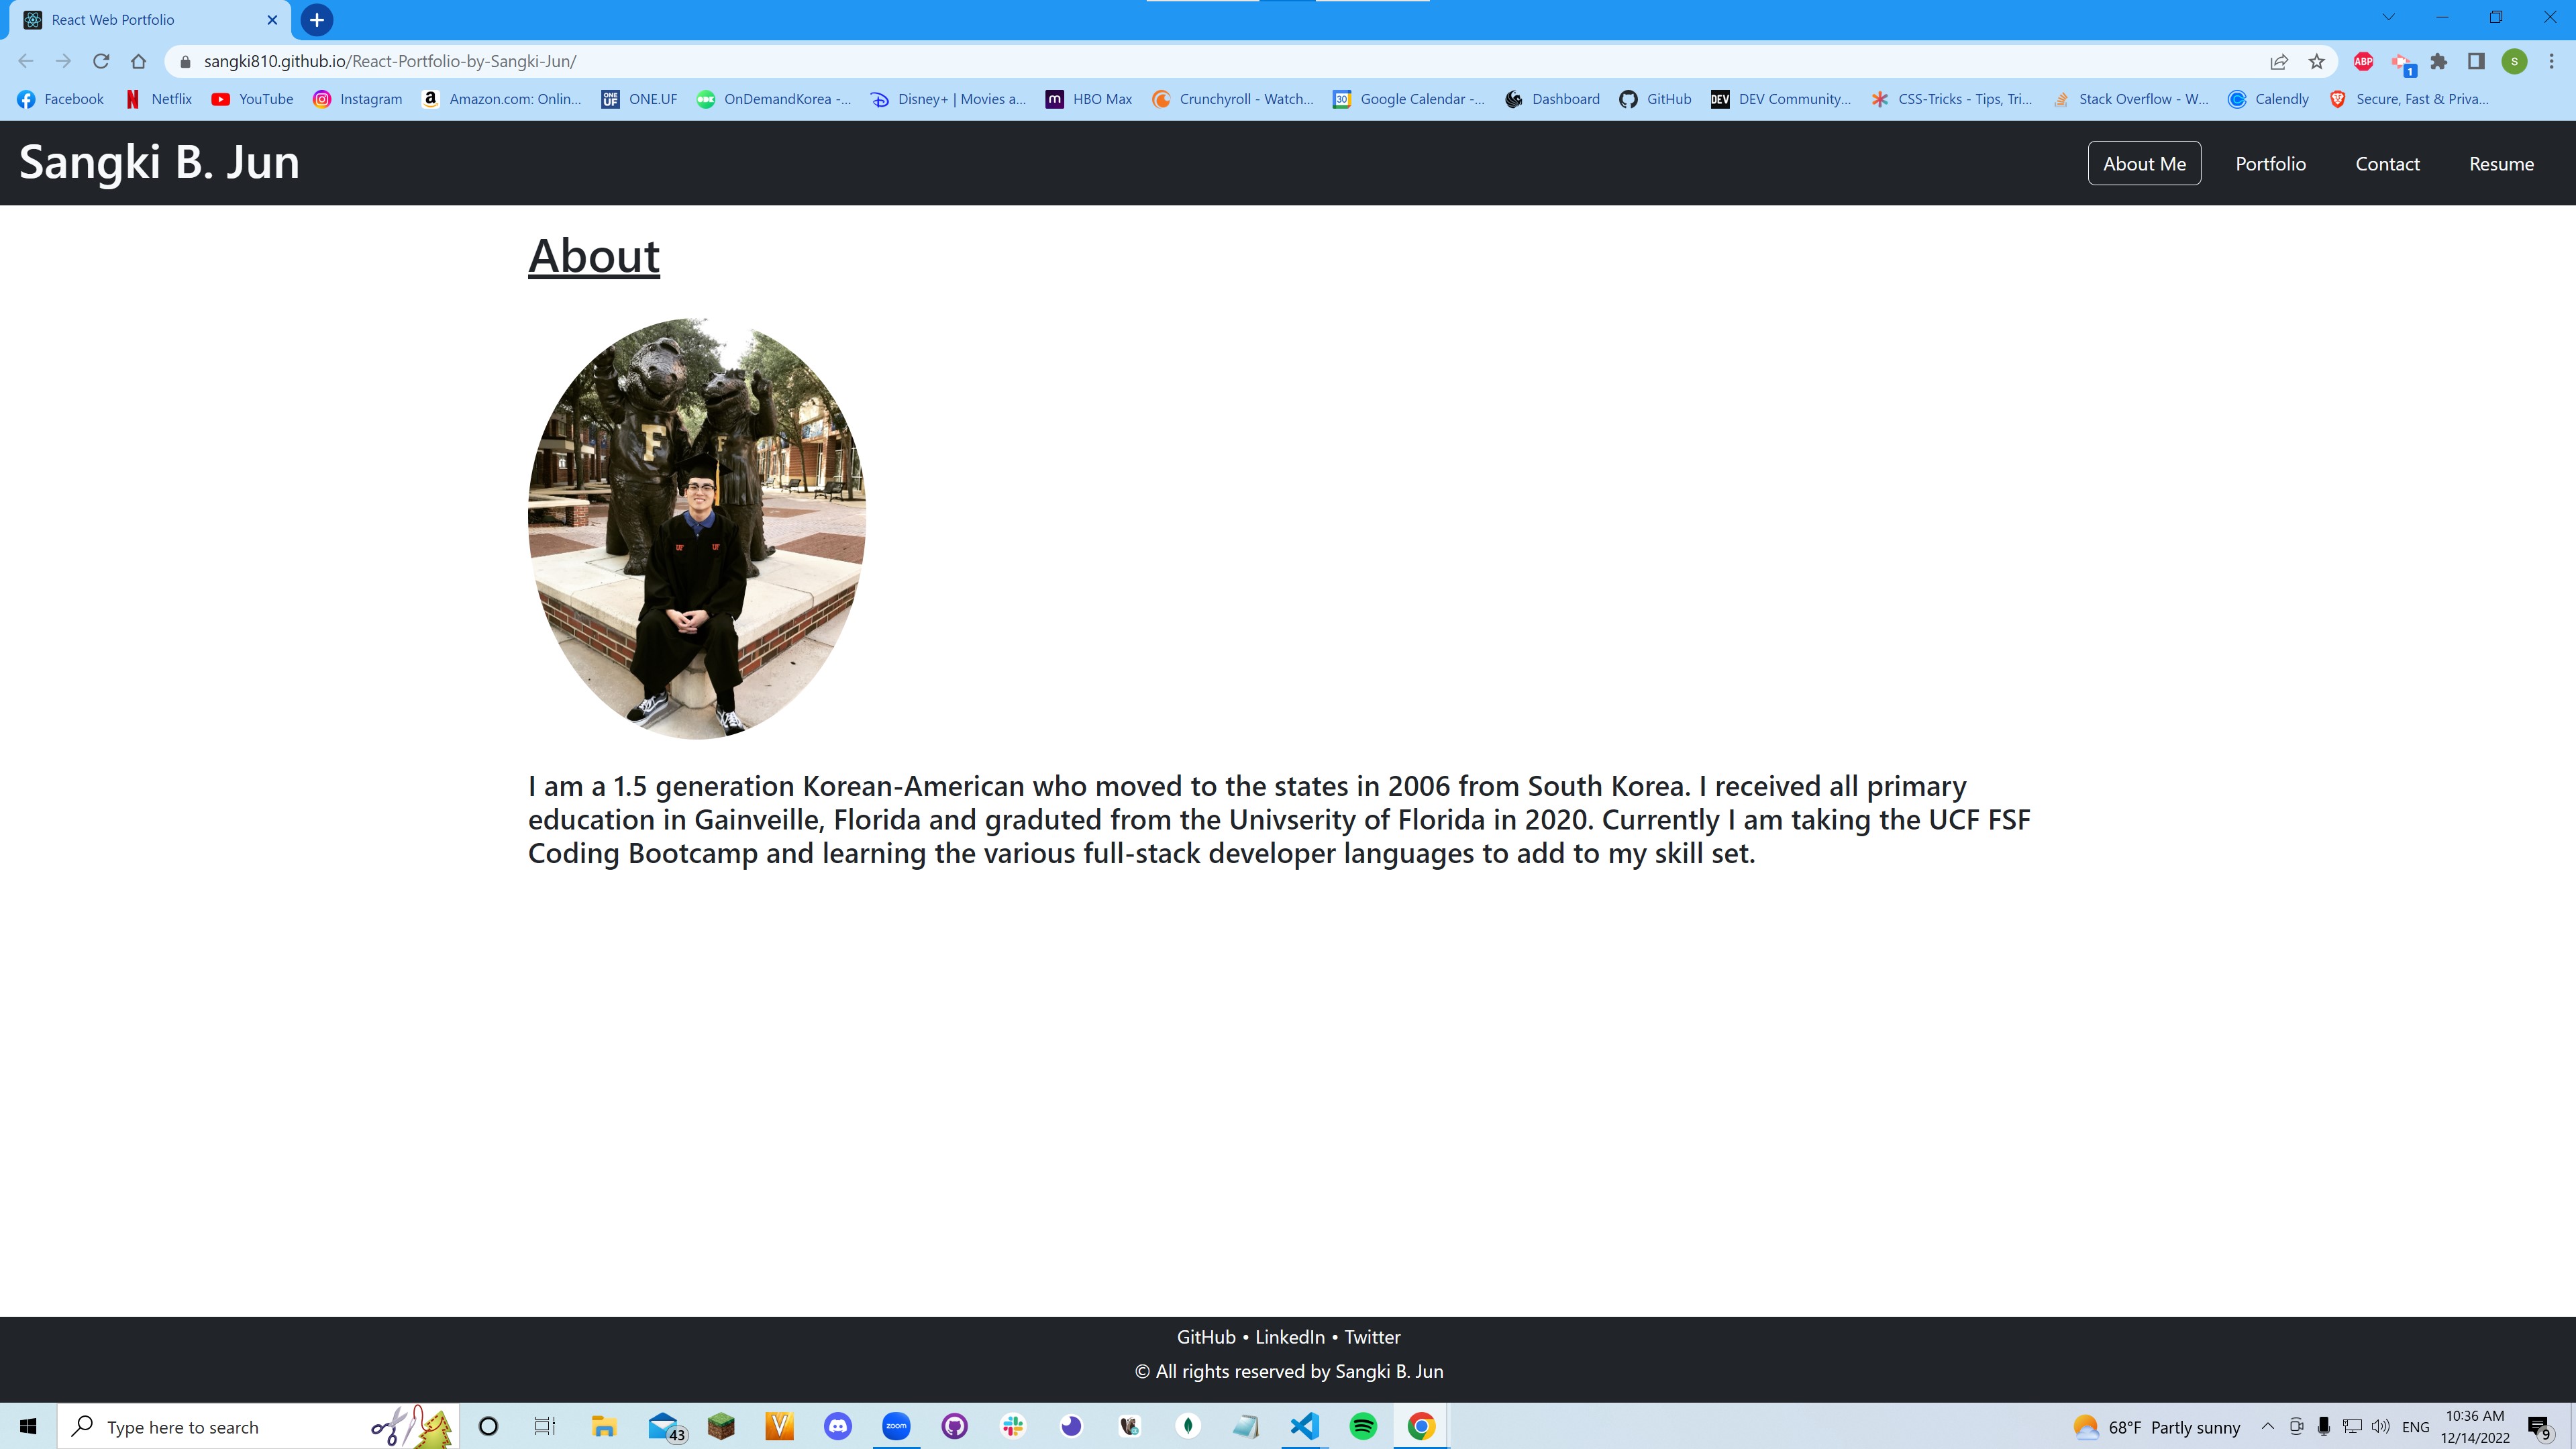 React Web Portfolio
sangki810.github.io/React-Portfolio-by-Sangki-Jun/
ABP
1
S
Facebook
Netflix
YouTube
Instagram
Amazon.com: Onlin...
ONE.UF
OnDemandKorea -...
Disney+ | Movies a...
HBO Max
Crunchyroll - Watch...
Google Calendar -...
Dashboard
GitHub
DEV Community...
CSS-Tricks - Tips, Tri...
Stack Overflow - W...
Calendly
Secure, Fast & Priva...
Sangki B. Jun
About Me
Portfolio
Contact
Resume
About
F
F
UF UF
I am a 1.5 generation Korean-American who moved to the states in 2006 from South Korea. I received all primary
education in Gainveille, Florida and graduted from the Univserity of Florida in 2020. Currently I am taking the UCF FSF
Coding Bootcamp and learning the various full-stack developer languages to add to my skill set.
GitHub • LinkedIn • Twitter
© All rights reserved by Sangki B. Jun
Type here to search
43
zoom
68°F Partly sunny
ENG
10:36 AM
12/14/2022
9